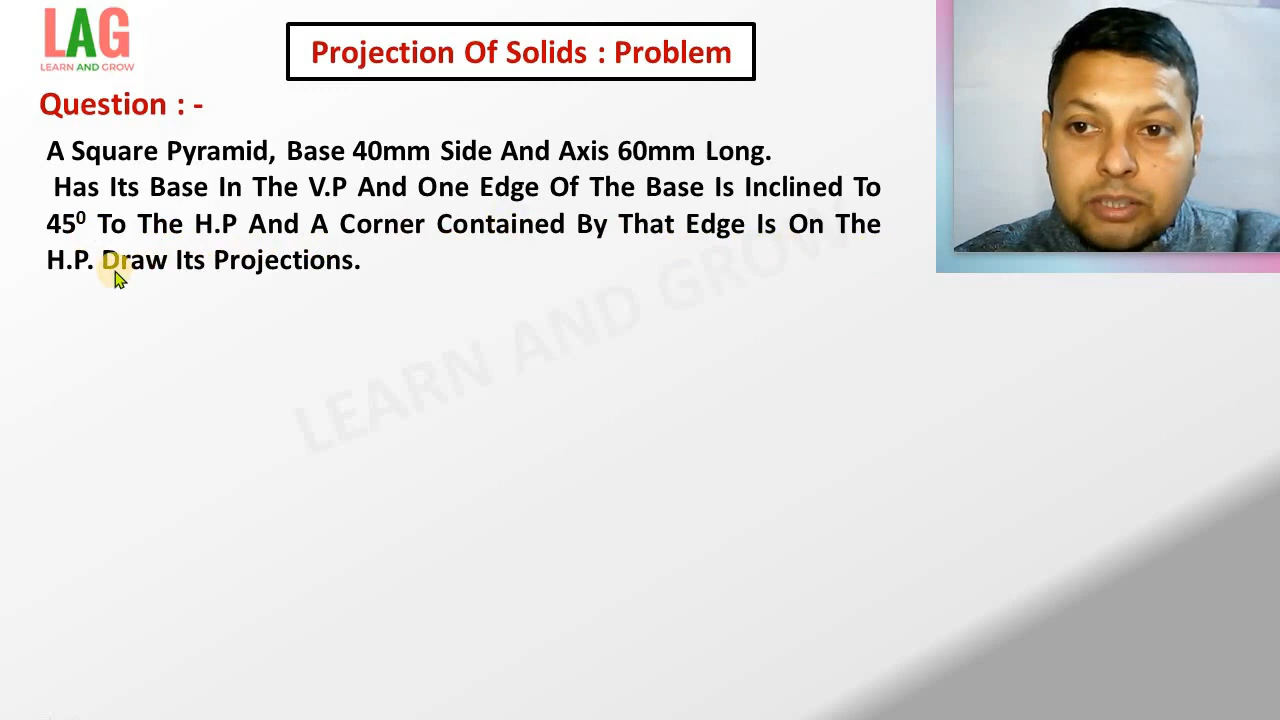 LAG
LEARN AND GROW
Projection Of Solids : Problem
Question : -
A Square Pyramid, Base 40mm Side And Axis 60mm Long.
Has Its Base In The V.P And One Edge Of The Base Is Inclined To
45⁰ To The H.P And A Corner Contained By That Edge Is On The
H.P. Draw Its Projections.
LEARN AND GROW